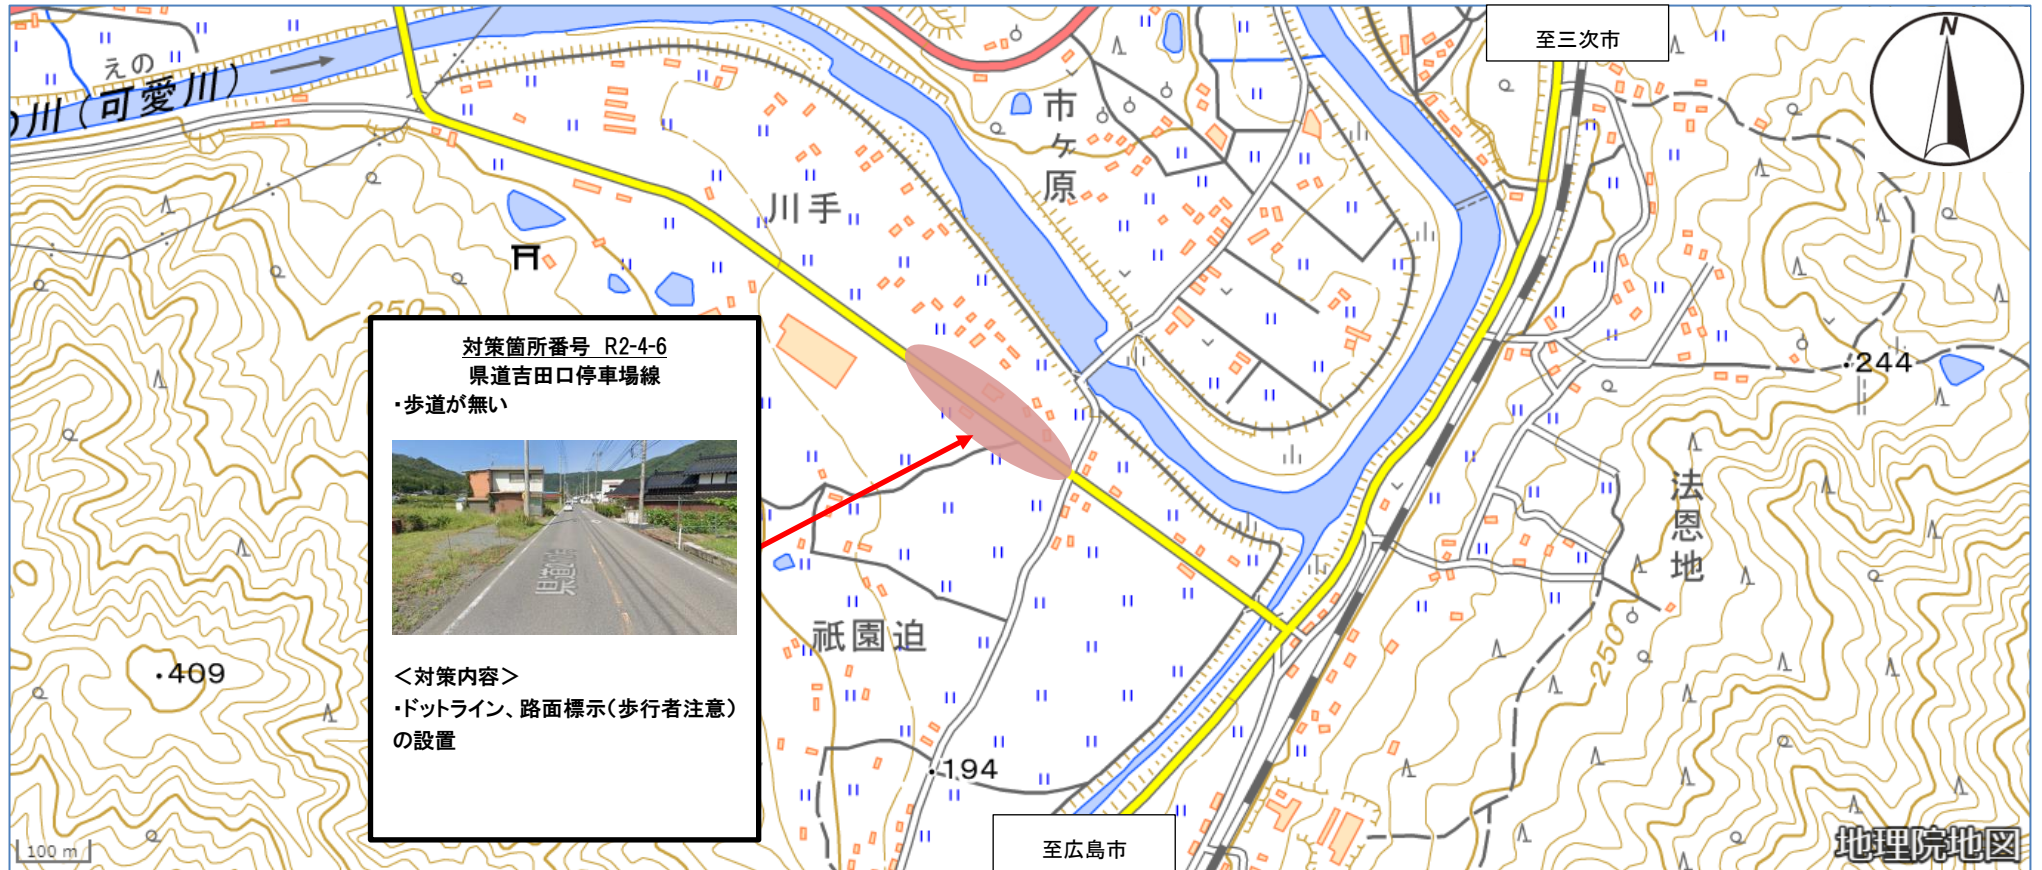 至三次市
N
えの
の川(可愛川)
市ケ原
川手
250
対策箇所番号 R2-4-6
県道吉田口停車場線
・歩道が無い
244
法恩地
祇園迫
409
<対策内容>
・ドットライン、路面標示(歩行者注意)
の設置
250
194
100 m
至広島市
地理院地図